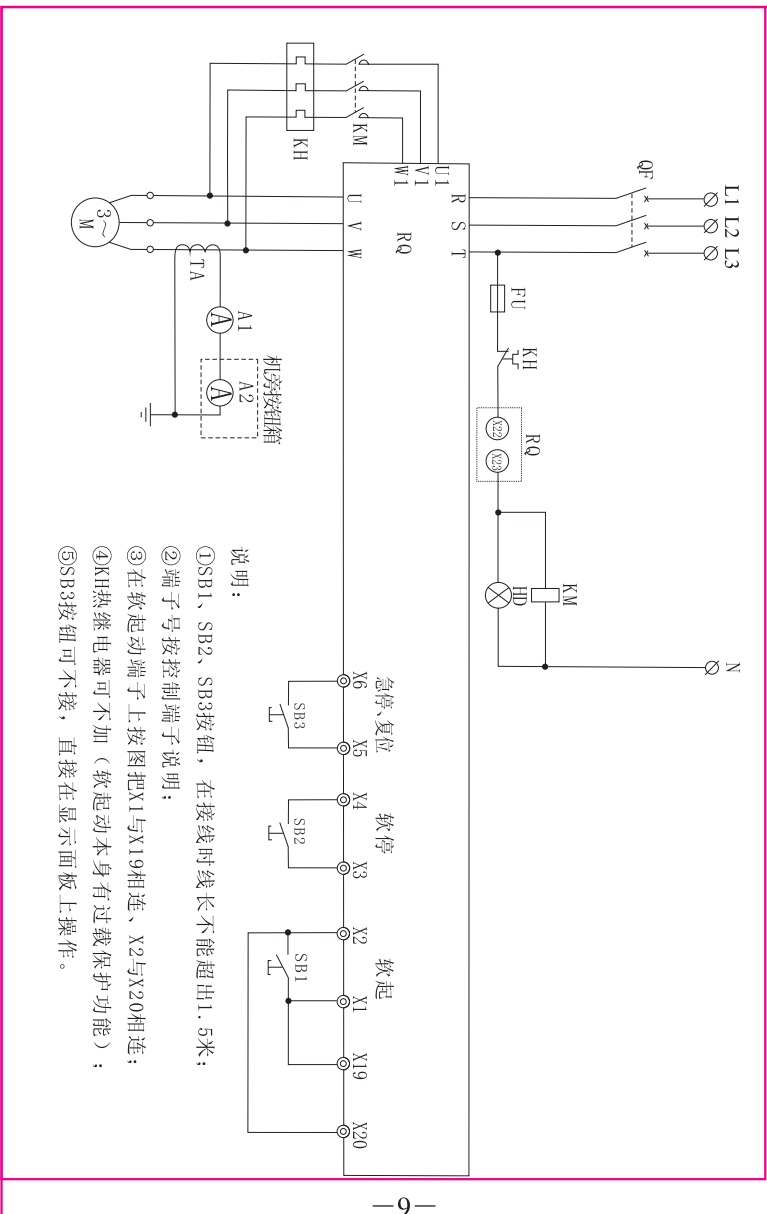 L1 L2 L3
N
QF
FU
KH
RQ
X22 X23
HD
KM
R S T
U1
V1
W1
RQ
U V W
KM
KH
3~
M
TA
A1
A
A2
A
机旁按钮箱
急停、复位 软停 软起
X6 X5 X4 X3 X2 X1 X19 X20
SB3 SB2 SB1
说明：
①SB1、SB2、SB3按钮，在接线时线长不能超出1.5米；
②端子号按控制端子说明；
③在软起动端子上按图把X1与X19相连、X2与X20相连；
④KH热继电器可不加（软起动本身有过载保护功能）；
⑤SB3按钮可不接，直接在显示面板上操作。
—9—